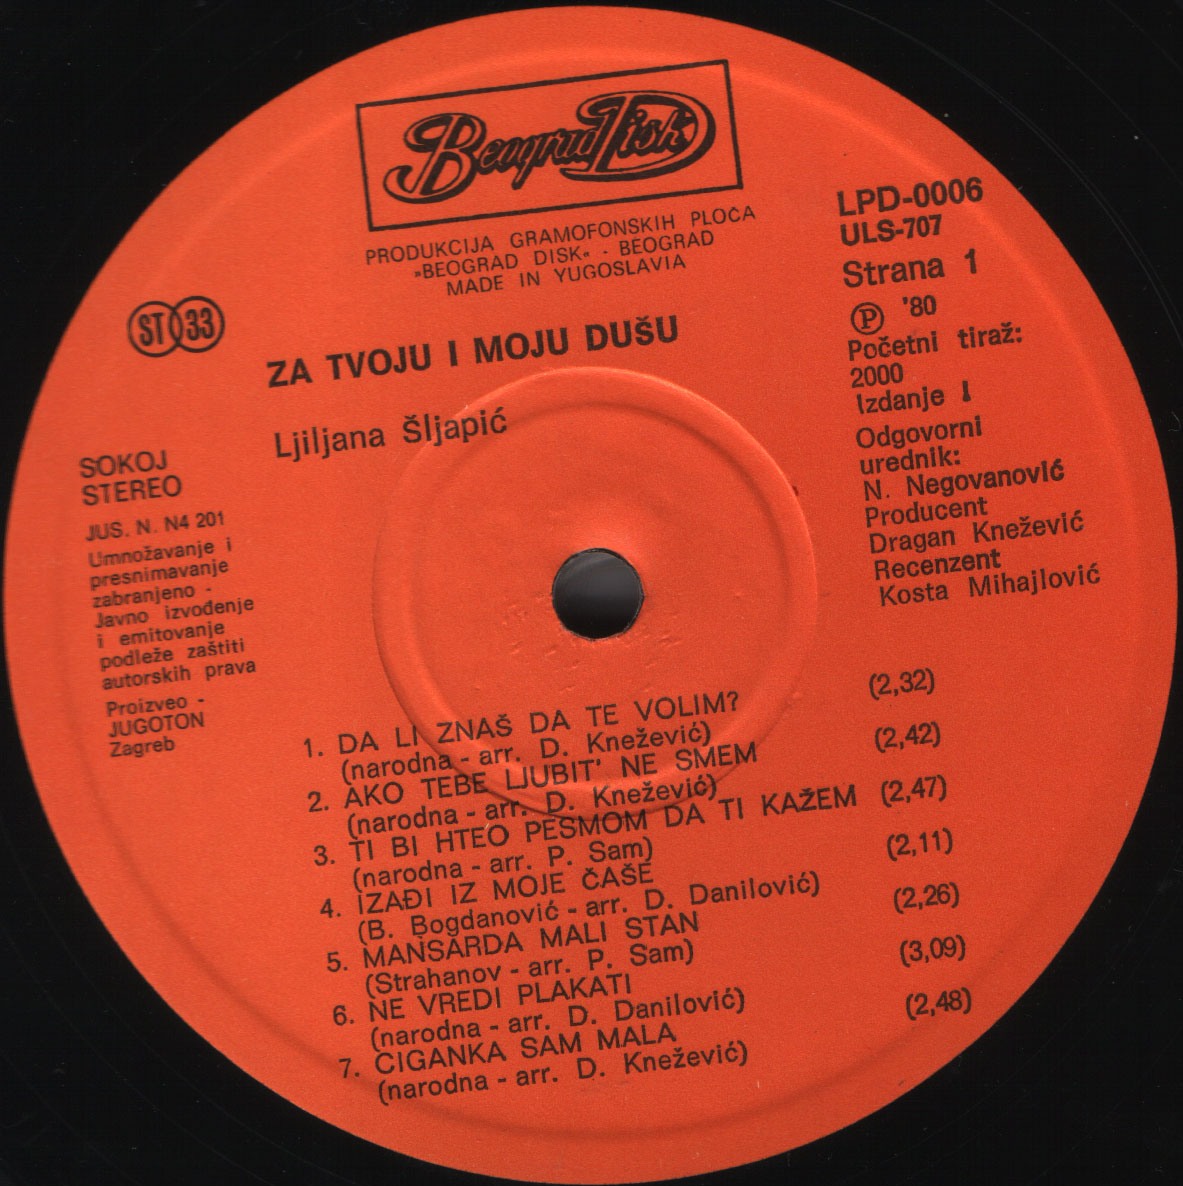 Beograd Disk
PRODUKCIJA GRAMOFONSKIH PLOČA
»BEOGRAD DISK« - BEOGRAD
MADE IN YUGOSLAVIA
LPD-0006
ULS-707
Strana 1
Ⓟ '80
Početni tiraž:
2000
Izdanje I
Odgovorni
urednik:
N. Negovanović
Producent
Dragan Knežević
Recenzent
Kosta Mihajlović
ST 33
ZA TVOJU I MOJU DUŠU
Ljiljana Šljapić
SOKOJ
STEREO
JUS. N. N4 201
Umnožavanje i
presnimavanje
zabranjeno -
Javno izvođenje
i emitovanje
podleže zaštiti
autorskih prava
Proizveo -
JUGOTON
Zagreb
1. DA LI ZNAŠ DA TE VOLIM? (2,32)
(narodna - arr. D. Knežević)
2. AKO TEBE LJUBIT' NE SMEM (2,42)
(narodna - arr. D. Knežević)
3. TI BI HTEO PESMOM DA TI KAŽEM (2,47)
(narodna - arr. P. Sam)
4. IZAĐI IZ MOJE ČAŠE (2,11)
(B. Bogdanović - arr. D. Danilović)
5. MANSARDA MALI STAN (2,26)
(Strahanov - arr. P. Sam)
6. NE VREDI PLAKATI (3,09)
(narodna - arr. D. Danilović)
7. CIGANKA SAM MALA (2,48)
(narodna - arr. D. Knežević)